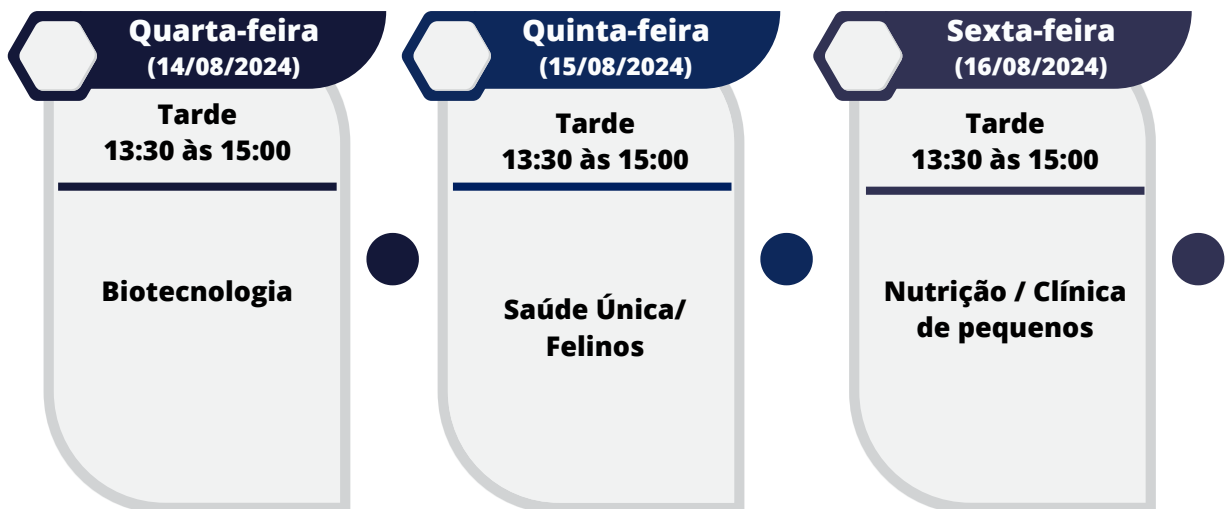 Quarta-feira
(14/08/2024)
Tarde
13:30 às 15:00
Biotecnologia
Quinta-feira
(15/08/2024)
Tarde
13:30 às 15:00
Saúde Única/
Felinos
Sexta-feira
(16/08/2024)
Tarde
13:30 às 15:00
Nutrição / Clínica
de pequenos